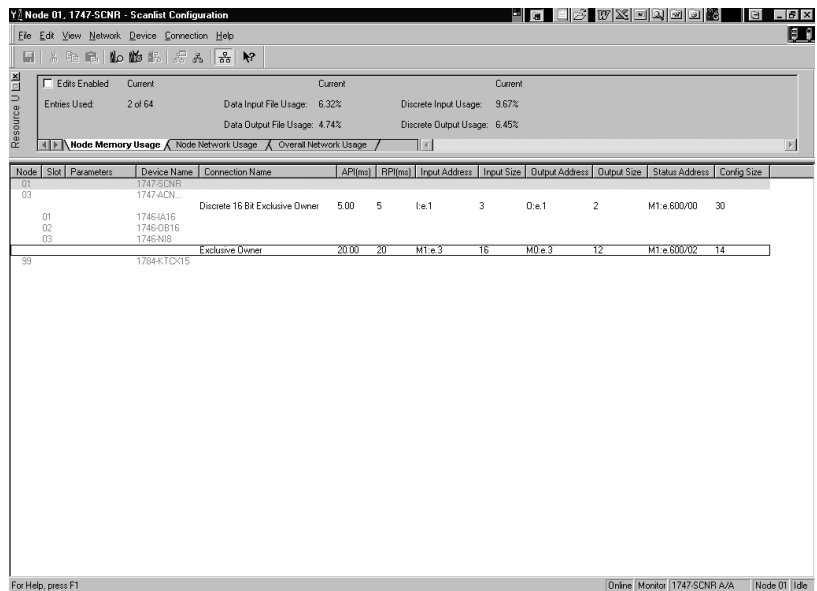 Node 01, 1747-SCNR - Scanlist Configuration
File Edit View Network Device Connection Help
Resource U
Edits Enabled Current Current Current
Entries Used: 2 of 64 Data Input File Usage: 6.32% Discrete Input Usage: 9.67%
Data Output File Usage: 4.74% Discrete Output Usage: 6.45%
Node Memory Usage Node Network Usage Overall Network Usage
Node Slot Parameters Device Name Connection Name API(ms) RPI(ms) Input Address Input Size Output Address Output Size Status Address Config Size
01 1747-SCNR
03 1747-ACN...
Discrete 16 Bit Exclusive Owner 5.00 5 I:e.1 3 O:e.1 2 M1:e.600/00 30
01 1746-IA16
02 1746-OB16
03 1746-NI8
Exclusive Owner 20.00 20 M1:e.3 16 M0:e.3 12 M1:e.600/02 14
99 1784-KTCX15
For Help, press F1 Online Monitor 1747-SCNR A/A Node 01 Idle